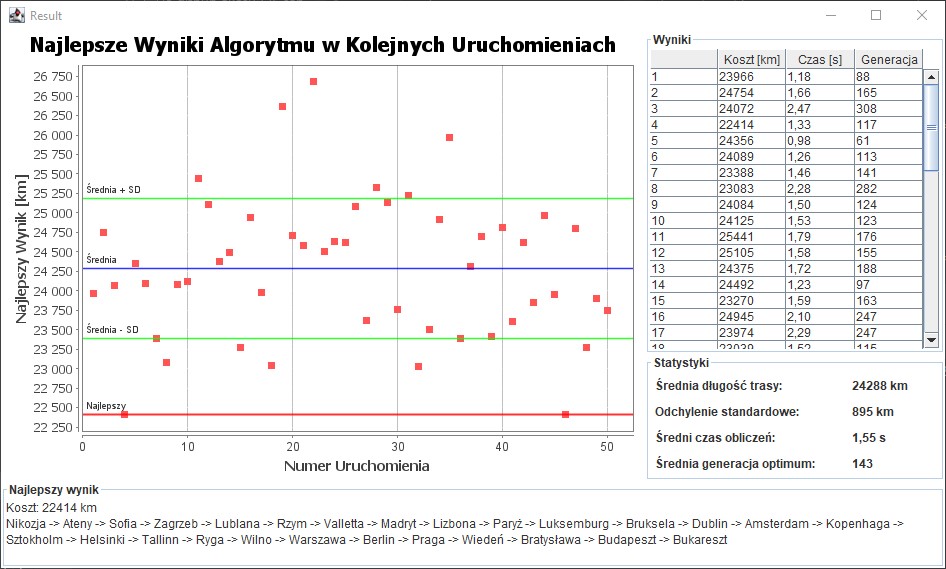 Result
Najlepsze Wyniki Algorytmu w Kolejnych Uruchomieniach
Najlepszy Wynik [km]
26 750
26 500
26 250
26 000
25 750
25 500
25 250
25 000
24 750
24 500
24 250
24 000
23 750
23 500
23 250
23 000
22 750
22 500
22 250
Średnia + SD
Średnia
Średnia - SD
Najlepszy
0 10 20 30 40 50
Numer Uruchomienia
Wyniki
Koszt [km] Czas [s] Generacja
1 23966 1,18 88
2 24754 1,66 165
3 24072 2,47 308
4 22414 1,33 117
5 24356 0,98 61
6 24089 1,26 113
7 23388 1,46 141
8 23083 2,28 282
9 24084 1,50 124
10 24125 1,53 123
11 25441 1,79 176
12 25105 1,58 155
13 24375 1,72 188
14 24492 1,23 97
15 23270 1,59 163
16 24945 2,10 247
17 23974 2,29 247
18 23039 1,52 115
Statystyki
Średnia długość trasy: 24288 km
Odchylenie standardowe: 895 km
Średni czas obliczeń: 1,55 s
Średnia generacja optimum: 143
Najlepszy wynik
Koszt: 22414 km
Nikozja -> Ateny -> Sofia -> Zagrzeb -> Lublana -> Rzym -> Valletta -> Madryt -> Lizbona -> Paryż -> Luksemburg -> Bruksela -> Dublin -> Amsterdam -> Kopenhaga ->
Sztokholm -> Helsinki -> Tallinn -> Ryga -> Wilno -> Warszawa -> Berlin -> Praga -> Wiedeń -> Bratysława -> Budapeszt -> Bukareszt